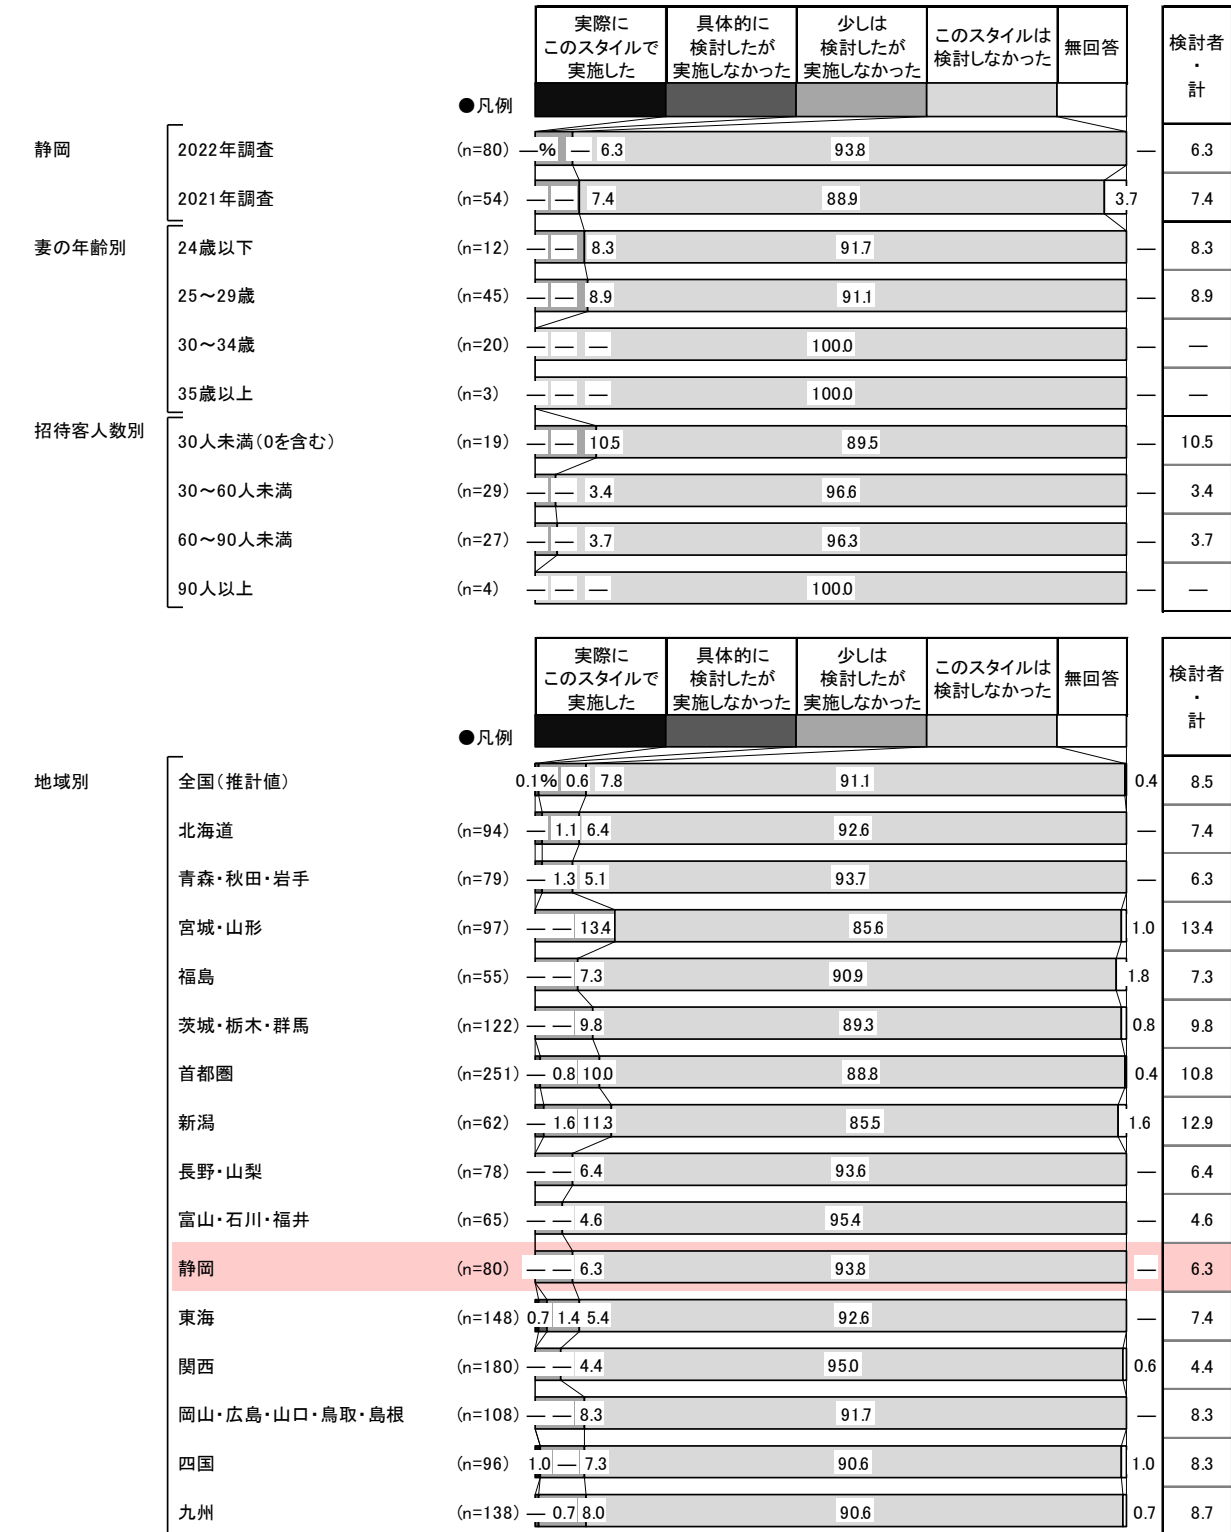 実際に
このスタイルで
実施した
具体的に
検討したが
実施しなかった
少しは
検討したが
実施しなかった
このスタイルは
検討しなかった
無回答
検討者
・
計
●凡例
静岡 2022年調査 (n=80) —% — 6.3 93.8 — 6.3
2021年調査 (n=54) — — 7.4 88.9 3.7 7.4
妻の年齢別 24歳以下 (n=12) — — 8.3 91.7 — 8.3
25～29歳 (n=45) — — 8.9 91.1 — 8.9
30～34歳 (n=20) — — — 100.0 — —
35歳以上 (n=3) — — — 100.0 — —
招待客人数別 30人未満(0を含む) (n=19) — — 10.5 89.5 — 10.5
30～60人未満 (n=29) — — 3.4 96.6 — 3.4
60～90人未満 (n=27) — — 3.7 96.3 — 3.7
90人以上 (n=4) — — — 100.0 — —
実際に
このスタイルで
実施した
具体的に
検討したが
実施しなかった
少しは
検討したが
実施しなかった
このスタイルは
検討しなかった
無回答
検討者
・
計
●凡例
地域別 全国(推計値) 0.1% 0.6 7.8 91.1 0.4 8.5
北海道 (n=94) — 1.1 6.4 92.6 — 7.4
青森・秋田・岩手 (n=79) — 1.3 5.1 93.7 — 6.3
宮城・山形 (n=97) — — 13.4 85.6 1.0 13.4
福島 (n=55) — — 7.3 90.9 1.8 7.3
茨城・栃木・群馬 (n=122) — — 9.8 89.3 0.8 9.8
首都圏 (n=251) — 0.8 10.0 88.8 0.4 10.8
新潟 (n=62) — 1.6 11.3 85.5 1.6 12.9
長野・山梨 (n=78) — — 6.4 93.6 — 6.4
富山・石川・福井 (n=65) — — 4.6 95.4 — 4.6
静岡 (n=80) — — 6.3 93.8 — 6.3
東海 (n=148) 0.7 1.4 5.4 92.6 — 7.4
関西 (n=180) — — 4.4 95.0 0.6 4.4
岡山・広島・山口・鳥取・島根 (n=108) — — 8.3 91.7 — 8.3
四国 (n=96) 1.0 — 7.3 90.6 1.0 8.3
九州 (n=138) — 0.7 8.0 90.6 0.7 8.7